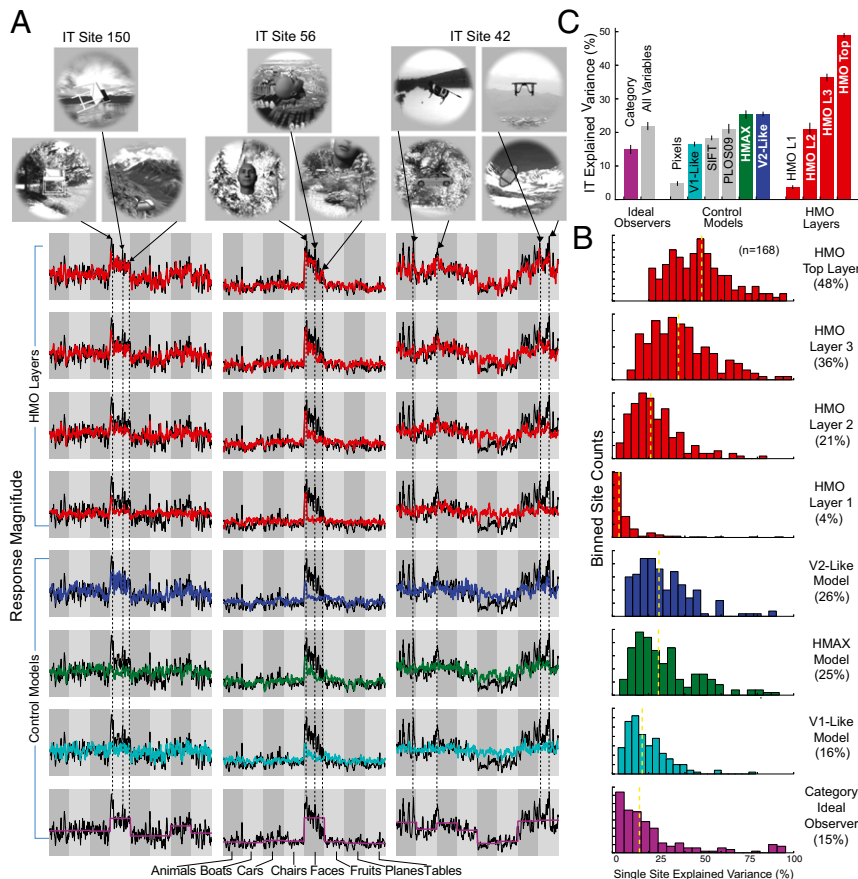 A
IT Site 150
IT Site 56
IT Site 42
Response Magnitude
HMO Layers
Control Models
Animals Boats Cars Chairs Faces Fruits Planes Tables
C
IT Explained Variance (%)
50
40
30
20
10
0
Category
All Variables
Pixels
V1-Like
SIFT
PLOS09
HMAX
V2-Like
HMO L1
HMO L2
HMO L3
HMO Top
Ideal
Observers
Control
Models
HMO
Layers
B
Binned Site Counts
(n=168)
HMO
Top Layer
(48%)
HMO
Layer 3
(36%)
HMO
Layer 2
(21%)
HMO
Layer 1
(4%)
V2-Like
Model
(26%)
HMAX
Model
(25%)
V1-Like
Model
(16%)
Category
Ideal
Observer
(15%)
0 25 50 75 100
Single Site Explained Variance (%)